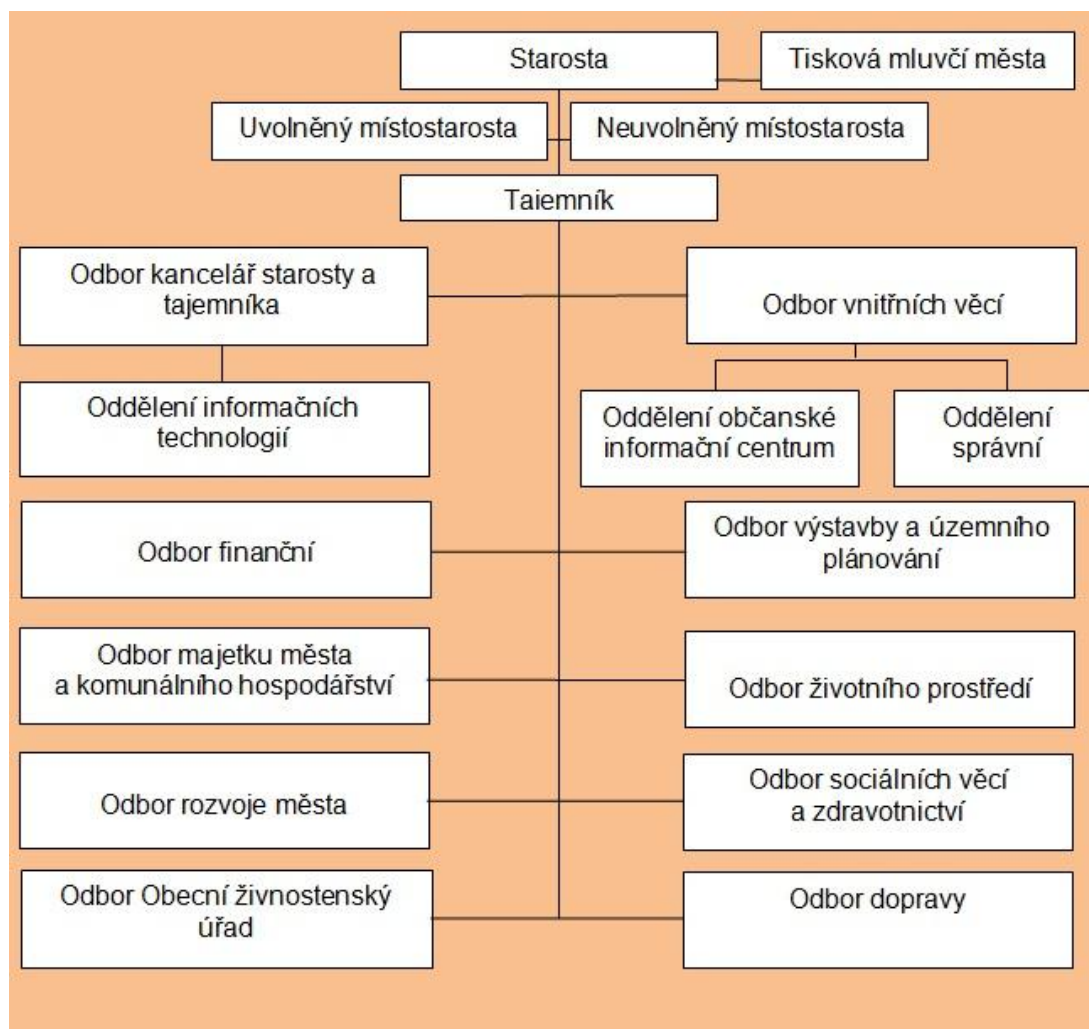 Starosta
Tisková mluvčí města
Uvolněný místostarosta
Neuvolněný místostarosta
Taiemník
Odbor kancelář starosty a
tajemníka
Odbor vnitřních věcí
Oddělení informačních
technologií
Oddělení občanské
informační centrum
Oddělení
správní
Odbor finanční
Odbor výstavby a územního
plánování
Odbor majetku města
a komunálního hospodářství
Odbor životního prostředí
Odbor rozvoje města
Odbor sociálních věcí
a zdravotnictví
Odbor Obecní živnostenský
úřad
Odbor dopravy